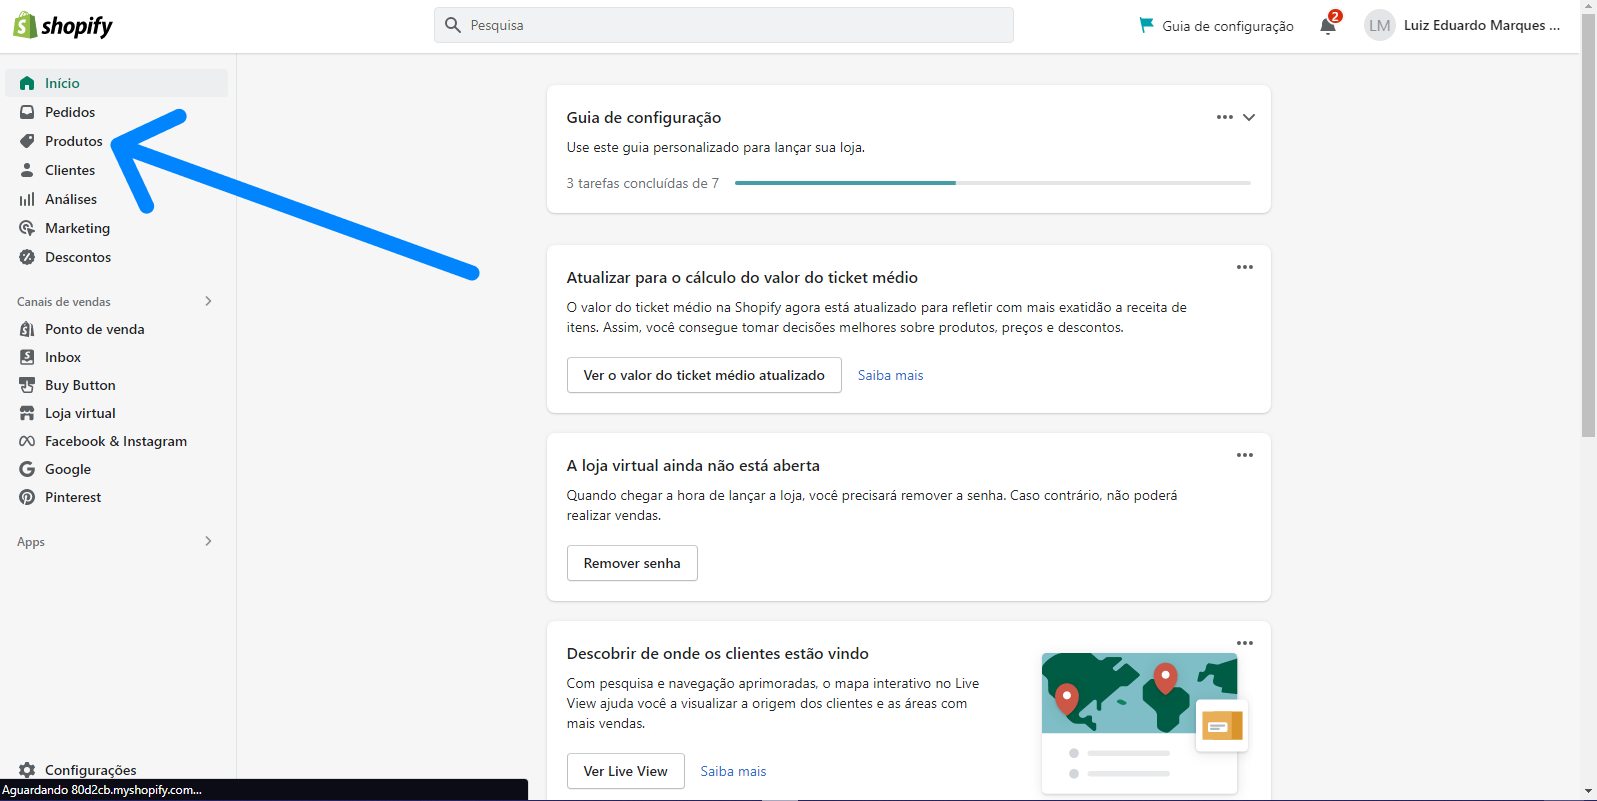 shopify
Pesquisa
Guia de configuração
2
LM
Luiz Eduardo Marques ...
Início
Pedidos
Produtos
Clientes
Análises
Marketing
Descontos
Canais de vendas
Ponto de venda
Inbox
Buy Button
Loja virtual
Facebook & Instagram
Google
Pinterest
Apps
Configurações
Aguardando 80d2cb.myshopify.com...
Guia de configuração
Use este guia personalizado para lançar sua loja.
3 tarefas concluídas de 7
Atualizar para o cálculo do valor do ticket médio
O valor do ticket médio na Shopify agora está atualizado para refletir com mais exatidão a receita de
itens. Assim, você consegue tomar decisões melhores sobre produtos, preços e descontos.
Ver o valor do ticket médio atualizado
Saiba mais
A loja virtual ainda não está aberta
Quando chegar a hora de lançar a loja, você precisará remover a senha. Caso contrário, não poderá
realizar vendas.
Remover senha
Descobrir de onde os clientes estão vindo
Com pesquisa e navegação aprimoradas, o mapa interativo no Live
View ajuda você a visualizar a origem dos clientes e as áreas com
mais vendas.
Ver Live View
Saiba mais